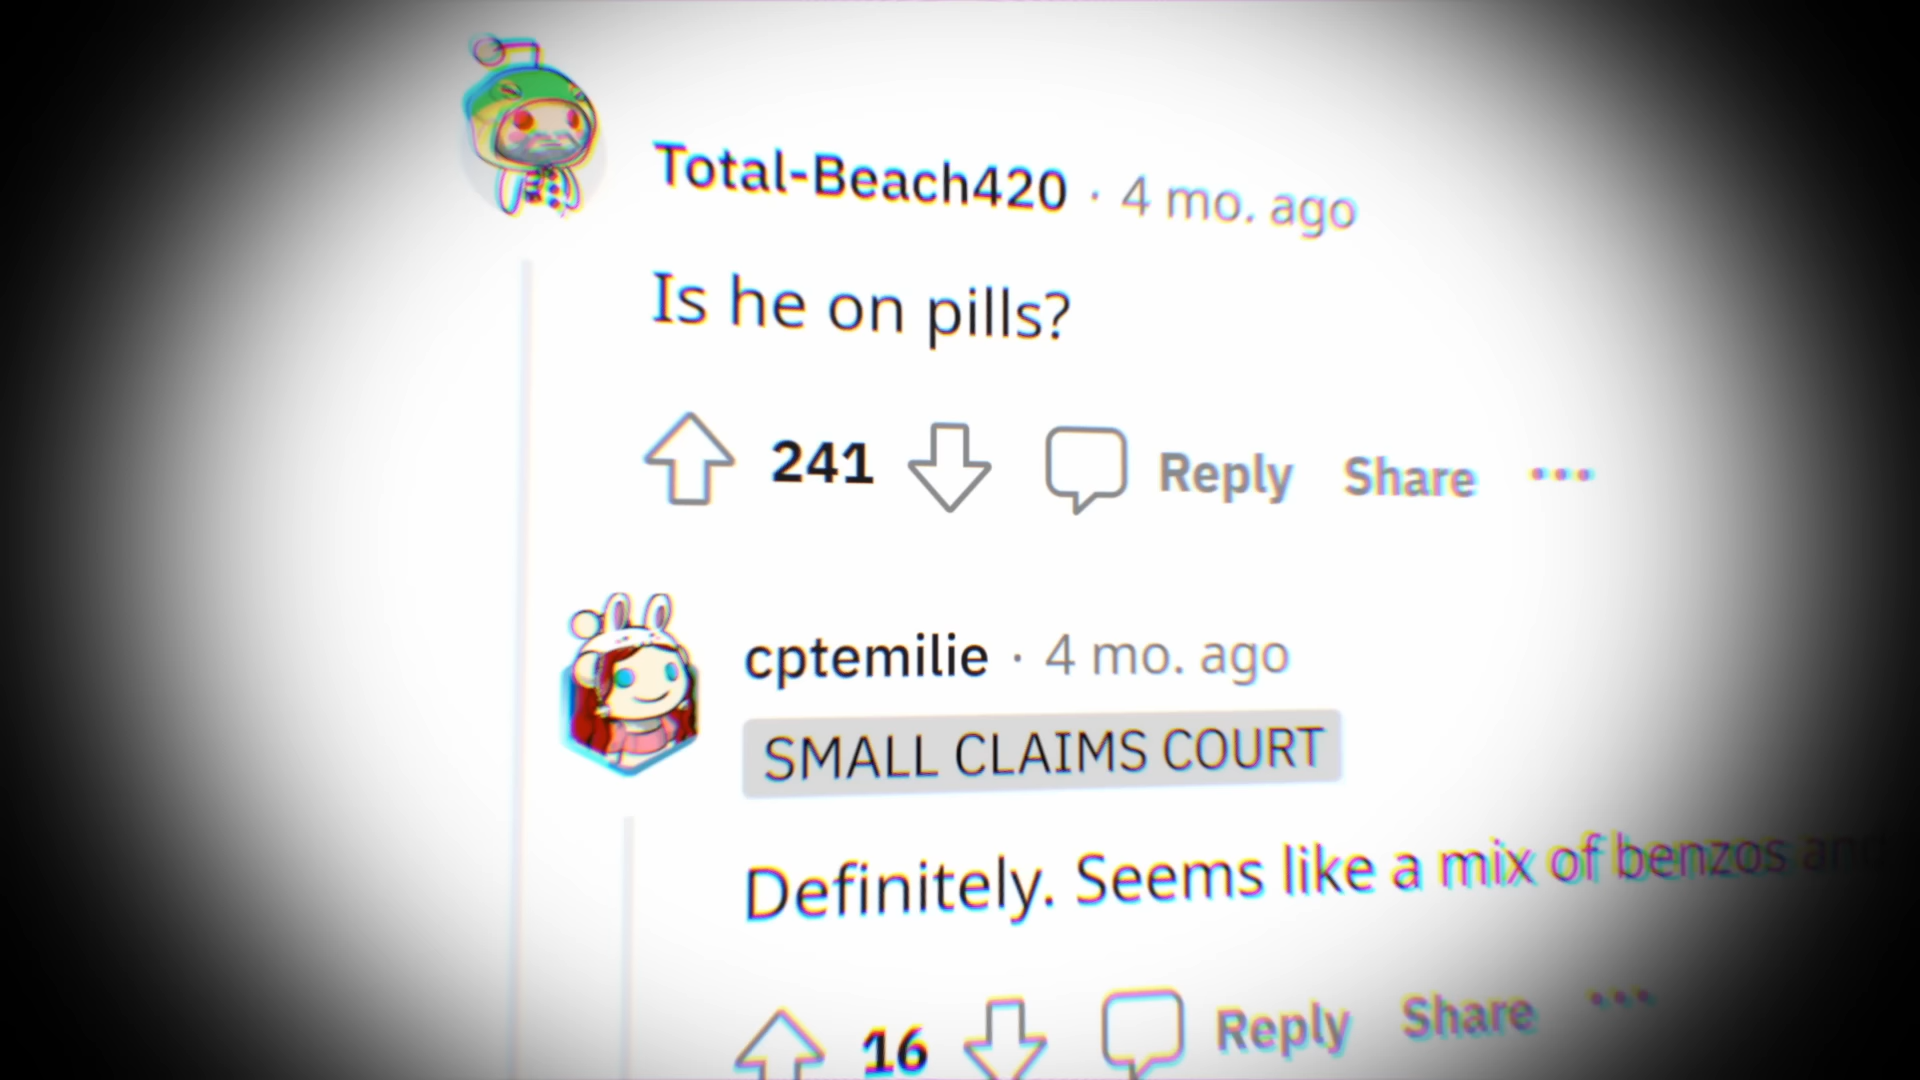 Total-Beach420 · 4 mo. ago
Is he on pills?
241 Reply Share ...
cptemilie · 4 mo. ago
SMALL CLAIMS COURT
Definitely. Seems like a mix of benzos and
16 Reply Share ...